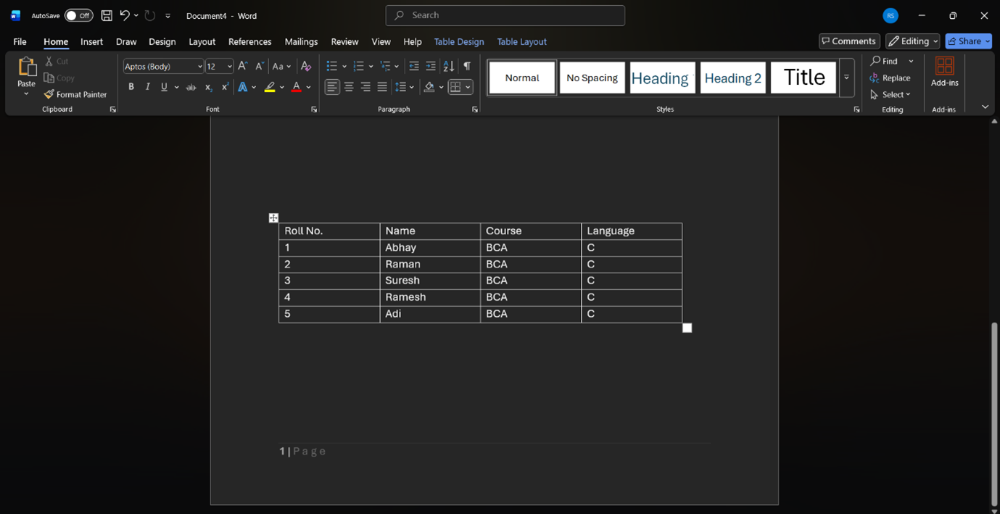 AutoSave Off Document4 - Word Search RS
File Home Insert Draw Design Layout References Mailings Review View Help Table Design Table Layout Comments Editing Share
Paste Cut Copy Format Painter
Clipboard
Aptos (Body) 12 A A Aa A
B I U ab x₂ x² A A
Font
Paragraph
Normal No Spacing Heading Heading 2 Title
Styles
Find
Replace
Select
Editing
Add-ins
Add-ins
Roll No. Name Course Language
1 Abhay BCA C
2 Raman BCA C
3 Suresh BCA C
4 Ramesh BCA C
5 Adi BCA C
1 | Page